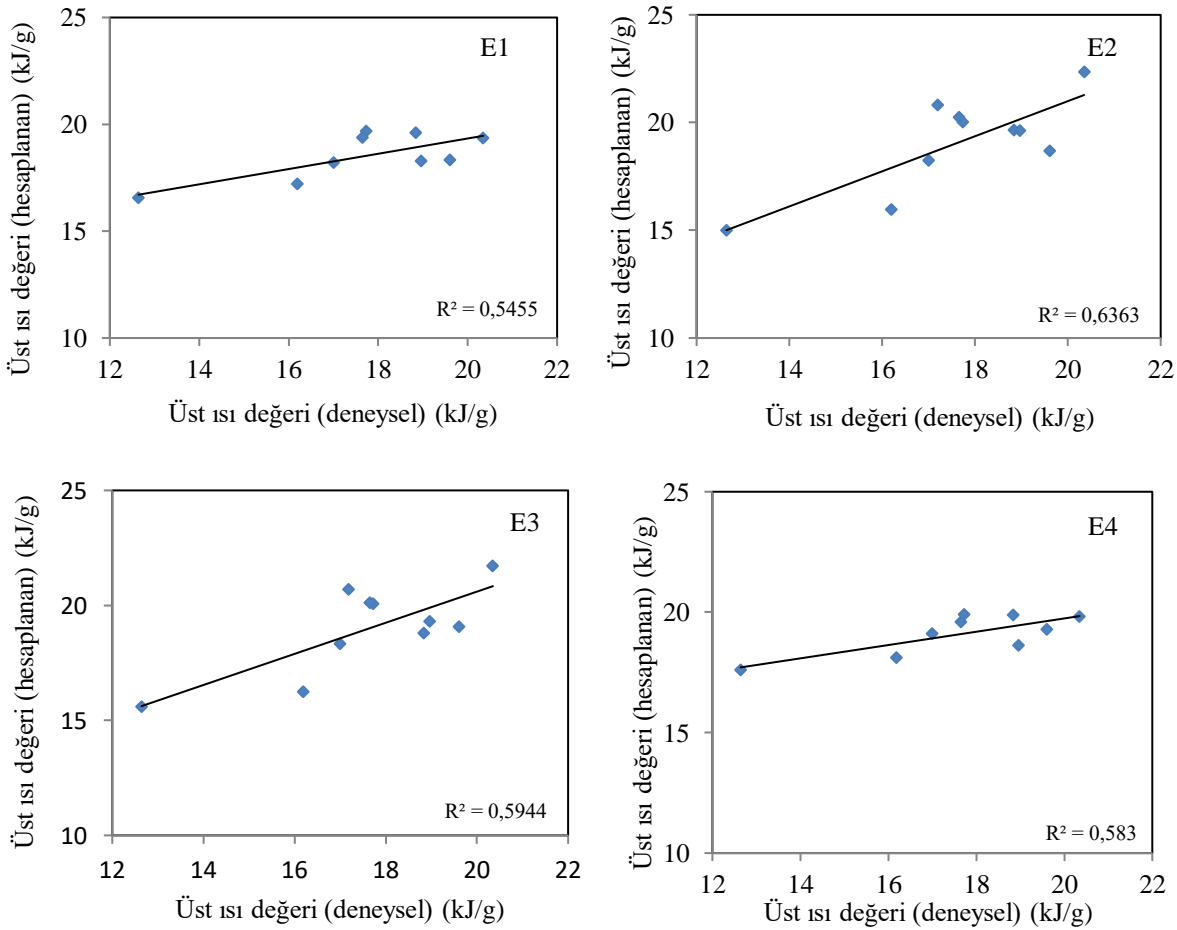 Üst ısı değeri (hesaplanan) (kJ/g)
25
20
15
10
E1
R² = 0,5455
12 14 16 18 20 22
Üst ısı değeri (deneysel) (kJ/g)
Üst ısı değeri (hesaplanan) (kJ/g)
25
20
15
10
E2
R² = 0,6363
12 14 16 18 20 22
Üst ısı değeri (deneysel) (kJ/g)
Üst ısı değeri (hesaplanan) (kJ/g)
25
20
15
10
E3
R² = 0,5944
12 14 16 18 20 22
Üst ısı değeri (deneysel) (kJ/g)
Üst ısı değeri (hesaplanan) (kJ/g)
25
20
15
10
E4
R² = 0,583
12 14 16 18 20 22
Üst ısı değeri (deneysel) (kJ/g)